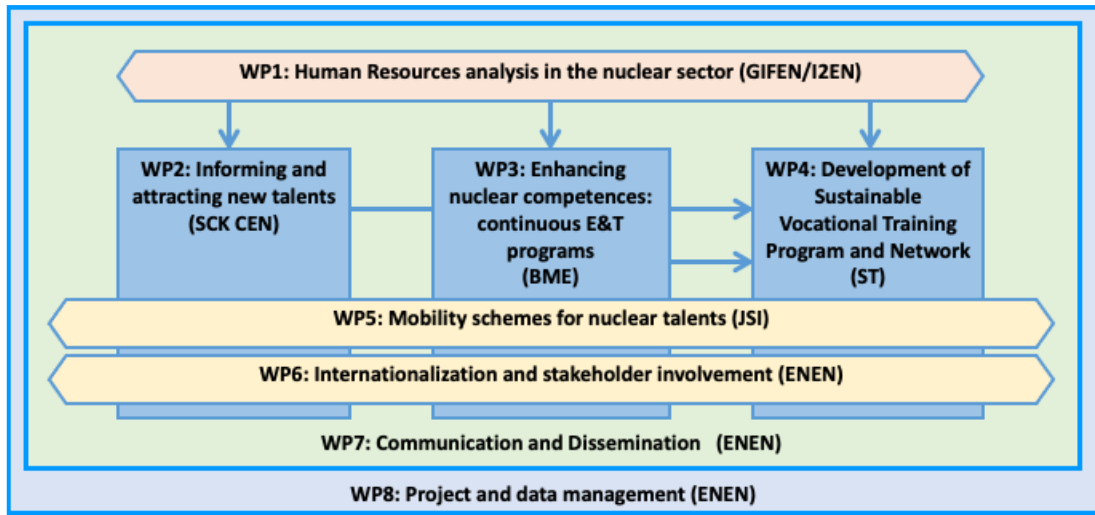 WP1: Human Resources analysis in the nuclear sector (GIFEN/I2EN)
WP2: Informing and
attracting new talents
(SCK CEN)
WP3: Enhancing
nuclear competences:
continuous E&T
programs
(BME)
WP4: Development of
Sustainable
Vocational Training
Program and Network
(ST)
WP5: Mobility schemes for nuclear talents (JSI)
WP6: Internationalization and stakeholder involvement (ENEN)
WP7: Communication and Dissemination (ENEN)
WP8: Project and data management (ENEN)